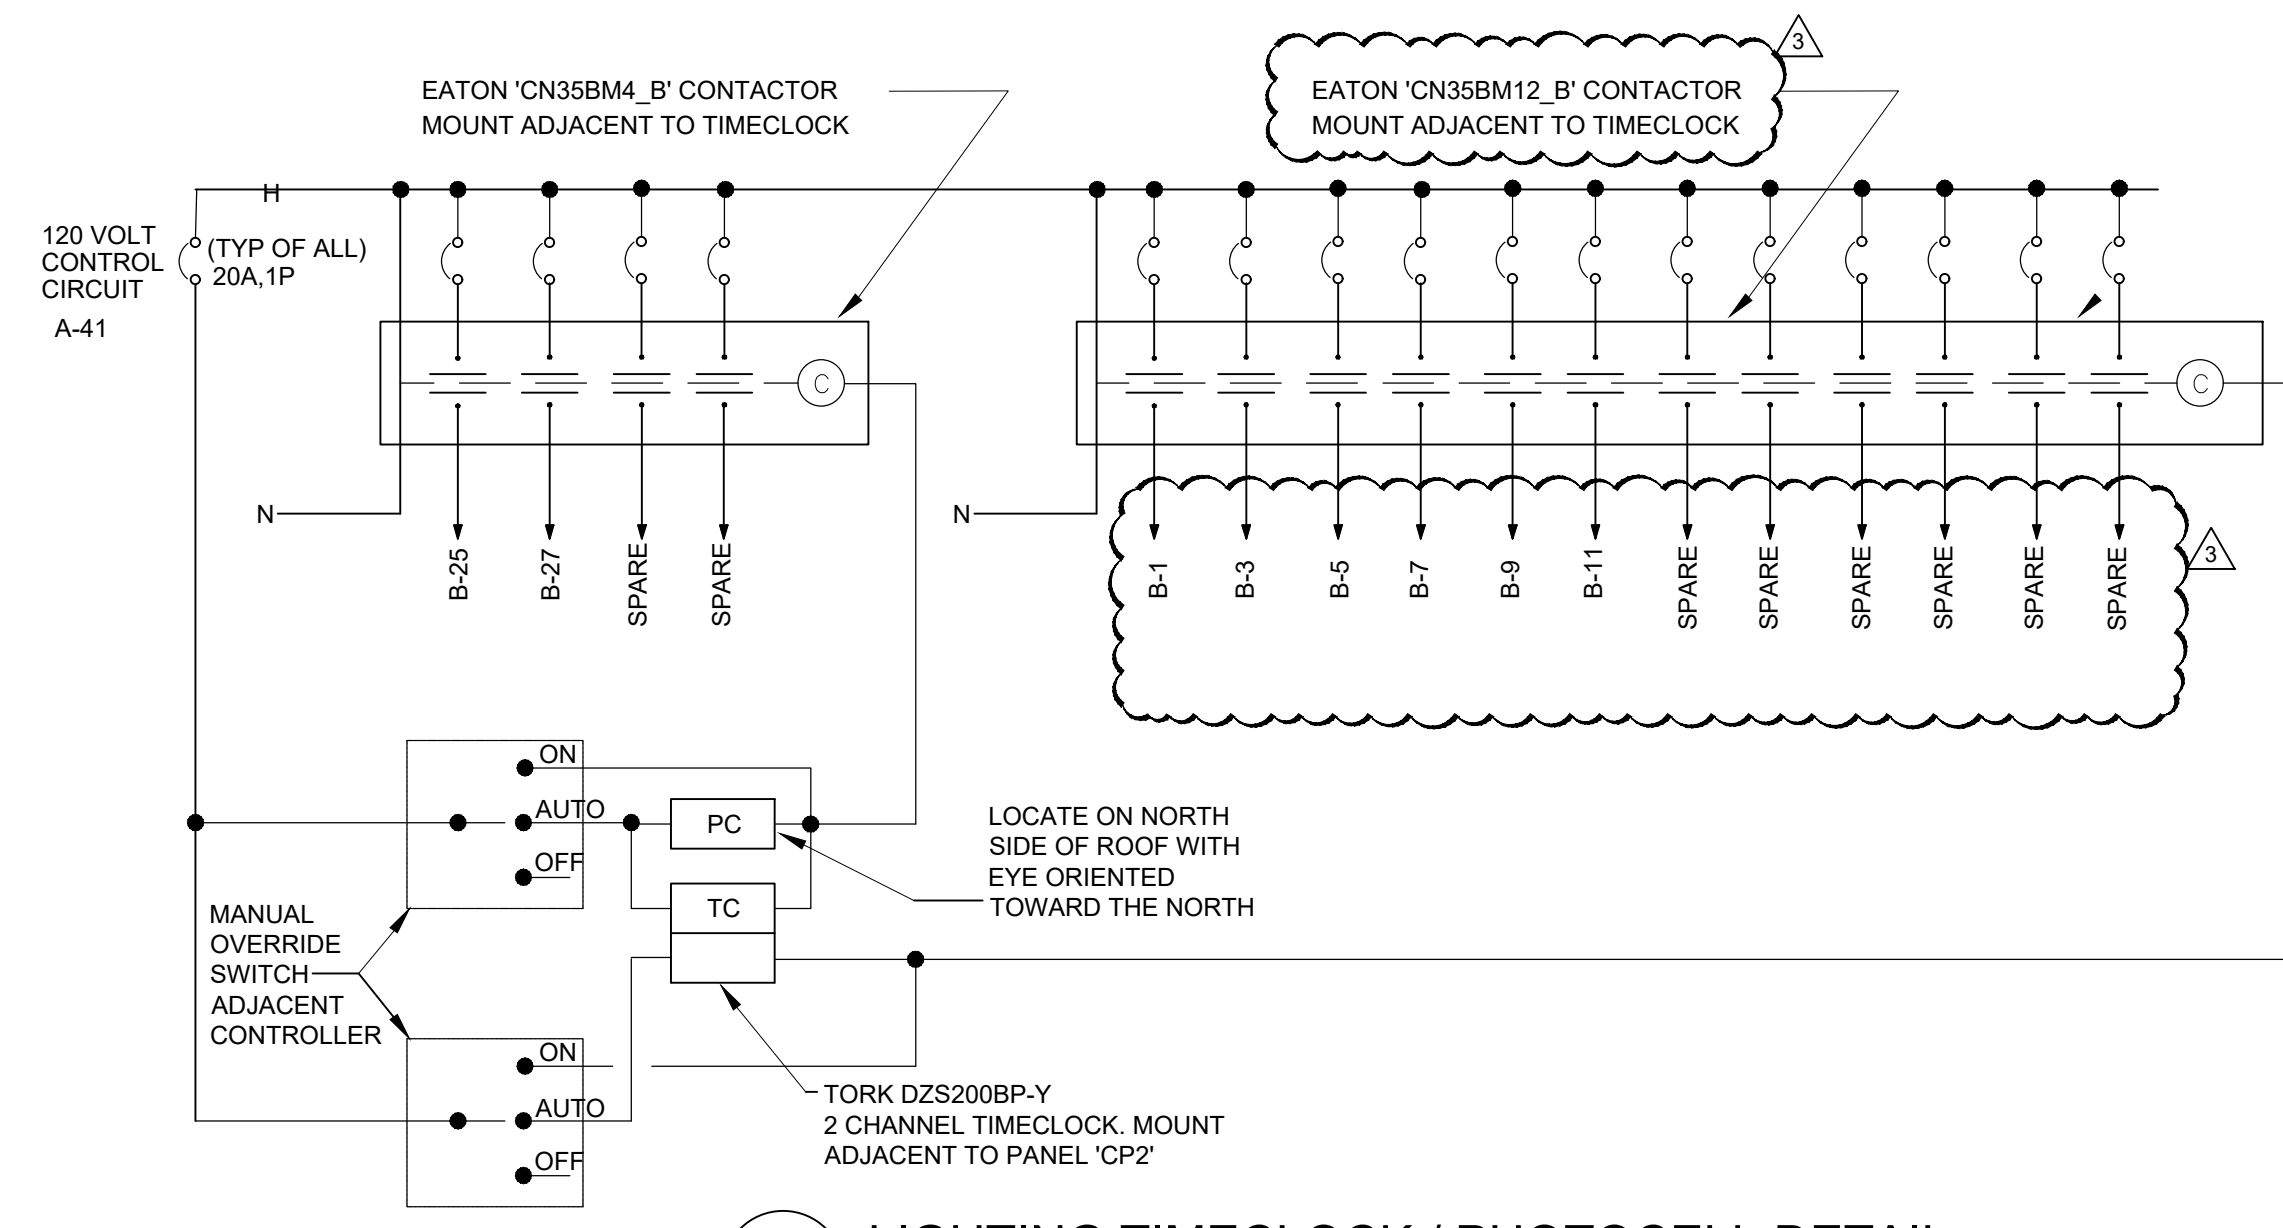 EATON 'CN35BM4_B' CONTACTOR
MOUNT ADJACENT TO TIMECLOCK
EATON 'CN35BM12_B' CONTACTOR
MOUNT ADJACENT TO TIMECLOCK
3
H
120 VOLT
CONTROL
CIRCUIT
A-41
(TYP OF ALL)
20A,1P
C
C
N
N
B-25
B-27
SPARE
SPARE
B-1
B-3
B-5
B-7
B-9
B-11
SPARE
SPARE
SPARE
SPARE
SPARE
SPARE
3
ON
AUTO
OFF
PC
TC
LOCATE ON NORTH
SIDE OF ROOF WITH
EYE ORIENTED
TOWARD THE NORTH
MANUAL
OVERRIDE
SWITCH
ADJACENT
CONTROLLER
ON
AUTO
OFF
TORK DZS200BP-Y
2 CHANNEL TIMECLOCK. MOUNT
ADJACENT TO PANEL 'CP2'
LIGHTING TIMECLOCK / PHOTOCELL DETAIL